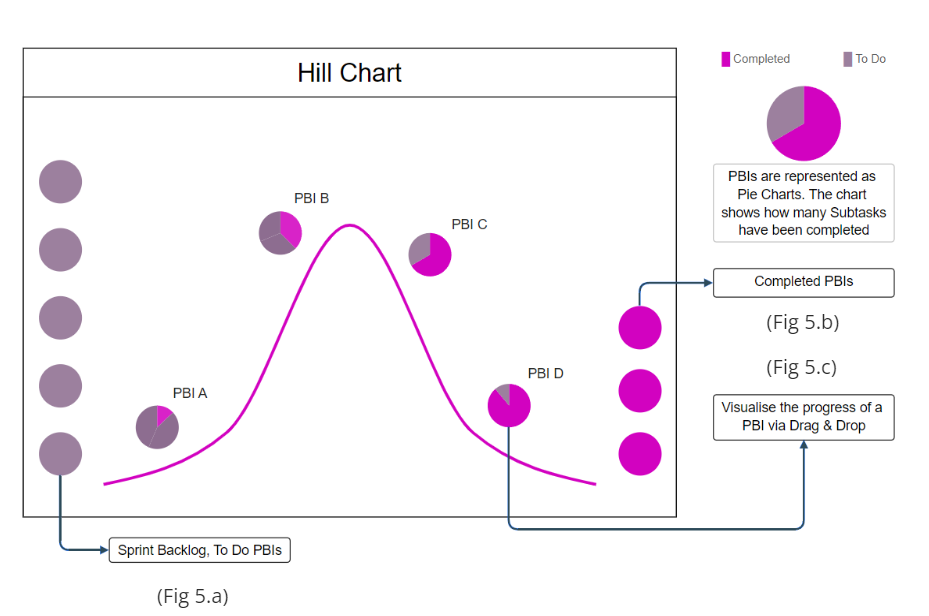 Hill Chart
Completed
To Do
PBIs are represented as
Pie Charts. The chart
shows how many Subtasks
have been completed
PBI B
PBI C
Completed PBIs
(Fig 5.b)
(Fig 5.c)
PBI D
PBI A
Visualise the progress of a
PBI via Drag & Drop
Sprint Backlog, To Do PBIs
(Fig 5.a)